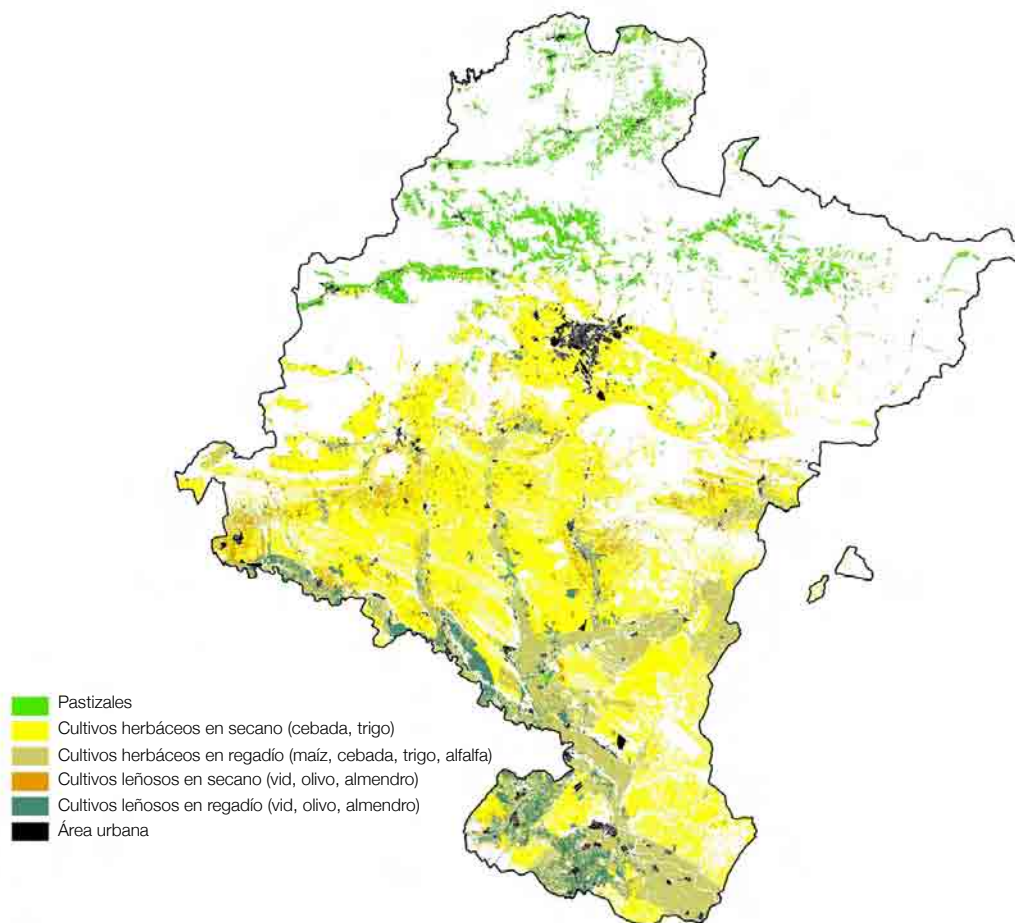 Pastizales
Cultivos herbáceos en secano (cebada, trigo)
Cultivos herbáceos en regadío (maíz, cebada, trigo, alfalfa)
Cultivos leñosos en secano (vid, olivo, almendro)
Cultivos leñosos en regadío (vid, olivo, almendro)
Área urbana